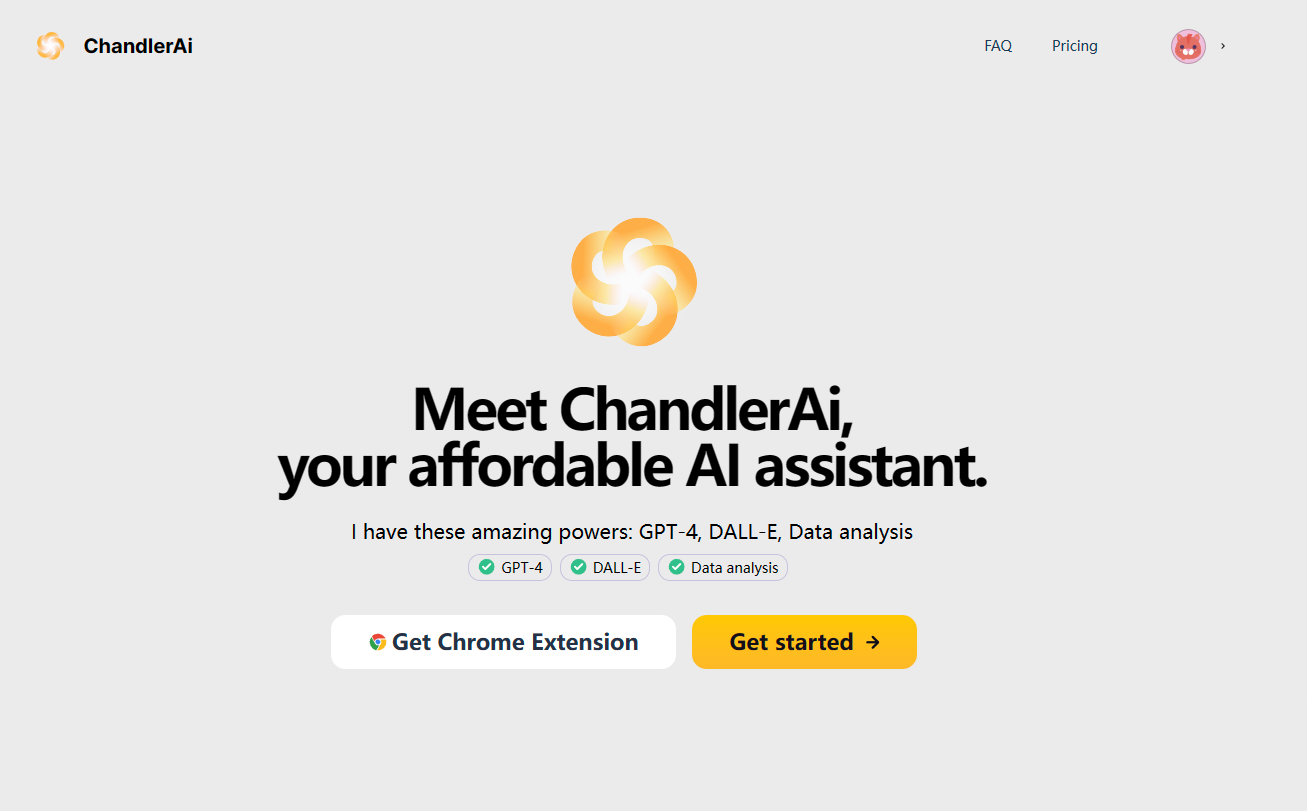 ChandlerAi
FAQ
Pricing
Meet ChandlerAi,
your affordable AI assistant.
I have these amazing powers: GPT-4, DALL-E, Data analysis
GPT-4
DALL-E
Data analysis
Get Chrome Extension
Get started →